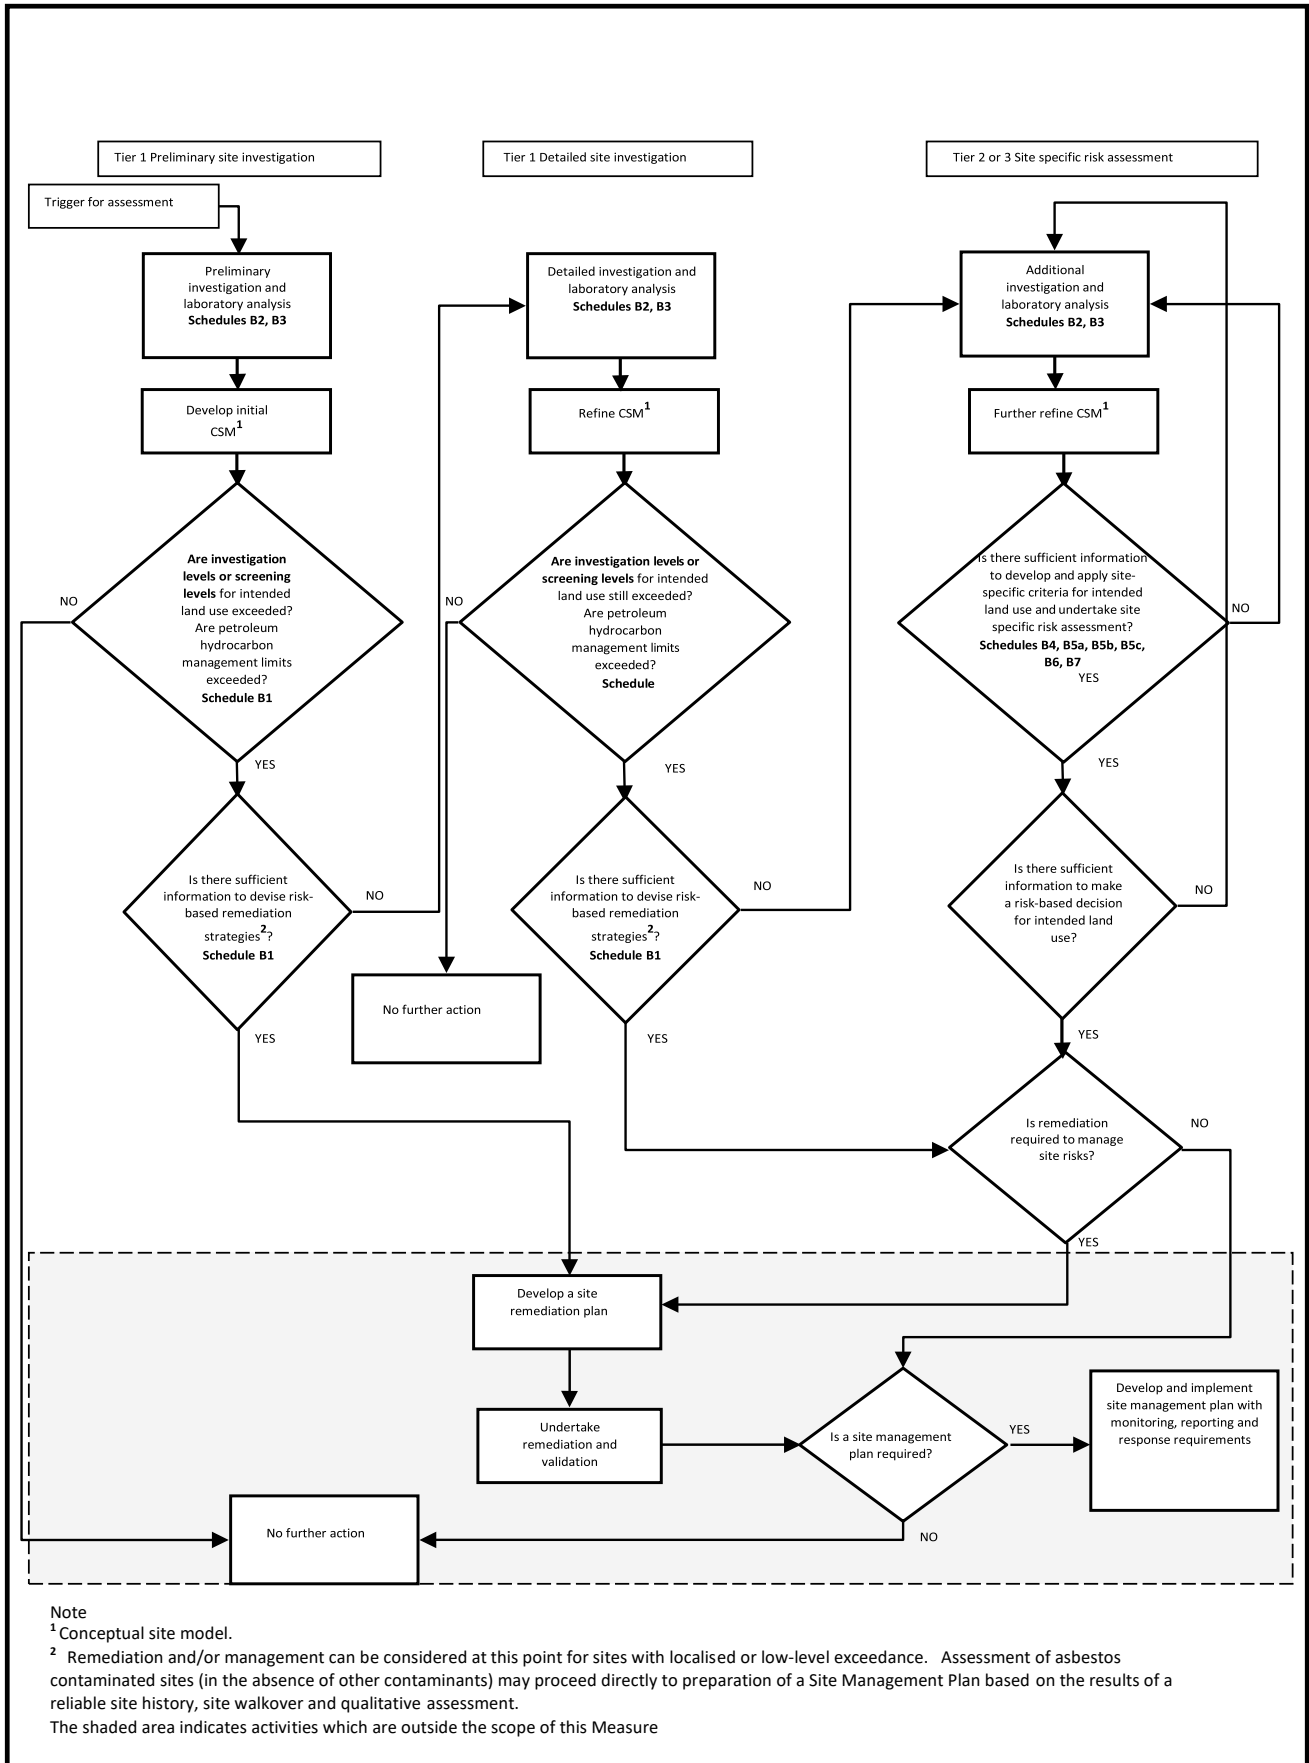 Tier 1 Preliminary site investigation
Tier 1 Detailed site investigation
Tier 2 or 3 Site specific risk assessment
Trigger for assessment
Preliminary
investigation and
laboratory analysis
Schedules B2, B3
Detailed investigation and
laboratory analysis
Schedules B2, B3
Additional
investigation and
laboratory analysis
Schedules B2, B3
Develop initial
CSM1
Refine CSM1
Further refine CSM1
Are investigation
levels or screening
levels for intended
land use exceeded?
Are petroleum
hydrocarbon
management limits
exceeded?
Schedule B1
NO
YES
Are investigation levels or
screening levels for intended
land use still exceeded?
Are petroleum
hydrocarbon
management limits
exceeded?
Schedule
NO
YES
Is there sufficient information
to develop and apply site-
specific criteria for intended
land use and undertake site
specific risk assessment?
Schedules B4, B5a, B5b, B5c,
B6, B7
YES
NO
YES
Is there sufficient
information to devise risk-
based remediation
strategies2?
Schedule B1
NO
YES
No further action
Is there sufficient
information to devise risk-
based remediation
strategies2?
Schedule B1
NO
YES
Is there sufficient
information to make
a risk-based decision
for intended land
use?
NO
YES
Is remediation
required to manage
site risks?
NO
YES
Develop a site
remediation plan
Undertake
remediation and
validation
Is a site management
plan required?
YES
NO
Develop and implement
site management plan with
monitoring, reporting and
response requirements
No further action
Note
1 Conceptual site model.
2 Remediation and/or management can be considered at this point for sites with localised or low-level exceedance. Assessment of asbestos
contaminated sites (in the absence of other contaminants) may proceed directly to preparation of a Site Management Plan based on the results of a
reliable site history, site walkover and qualitative assessment.
The shaded area indicates activities which are outside the scope of this Measure